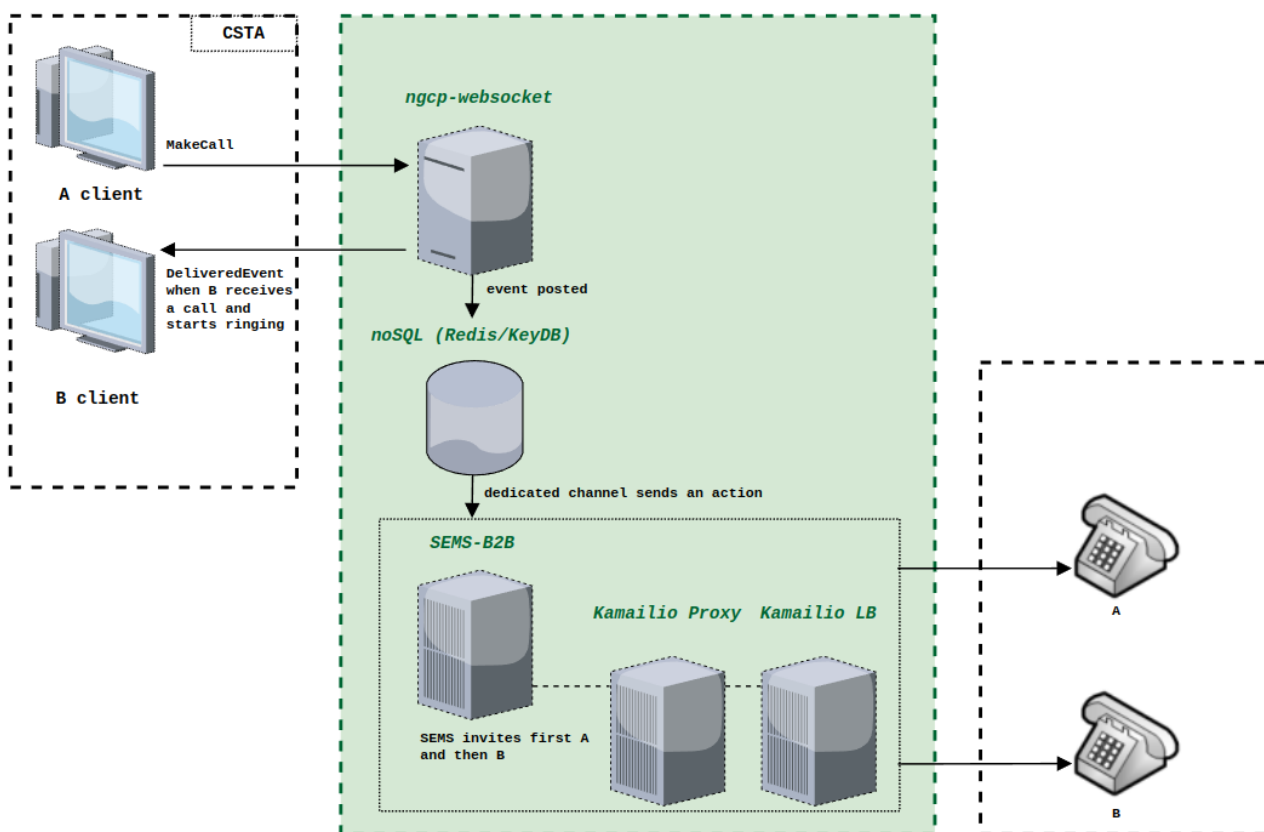 CSTA
ngcp-websocket
MakeCall
A client
DeliveredEvent
when B receives
a call and
starts ringing
event posted
noSQL (Redis/KeyDB)
B client
dedicated channel sends an action
SEMS-B2B
Kamailio Proxy
Kamailio LB
A
SEMS invites first A
and then B
B